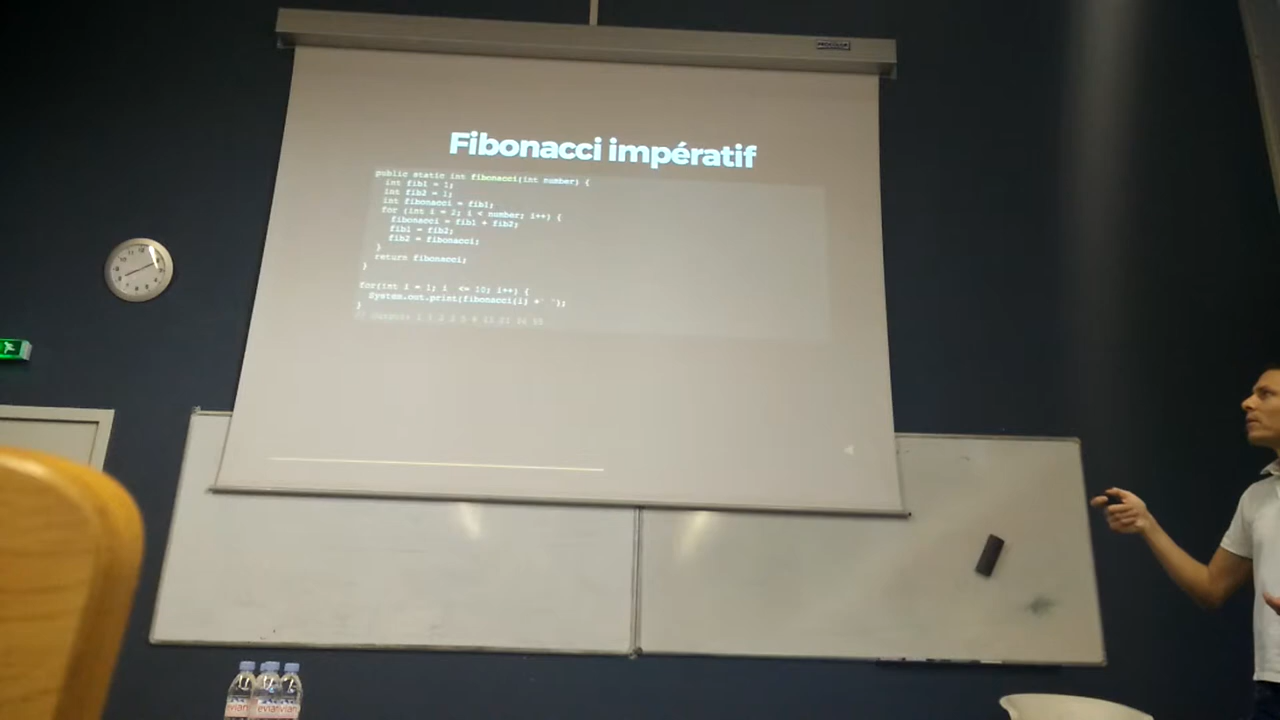 Fibonacci impératif
public static int fibonacci(int number) {
int fib1 = 1;
int fib2 = 1;
int fibonacci = fib1;
for (int i = 2; i < number; i++) {
fibonacci = fib1 + fib2;
fib1 = fib2;
fib2 = fibonacci;
}
return fibonacci;
}
for(int i = 1; i <= 10; i++) {
System.out.print(fibonacci(i) +" ");
}
evian evian